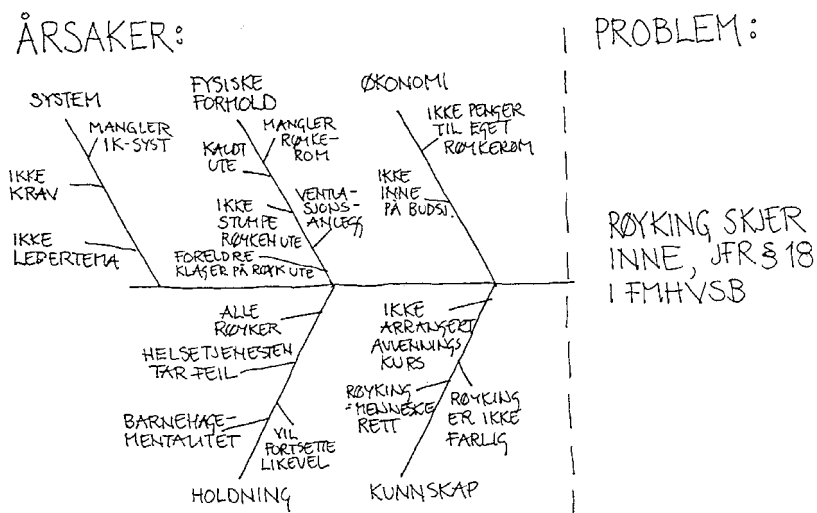 ÅRSAKER:
PROBLEM:
SYSTEM
MANGLER
IK-SYST
IKKE
KRAV
IKKE
LEDERTEMA
FYSISKE
FORHOLD
MANGLER
RØYKE-
ROM
KALDT
UTE
IKKE
STUMPE
RØYKEN UTE
VENTILA-
SJONS-
ANLEGG
FORELDRE
KLAGER PÅ RØYK UTE
ØKONOMI
IKKE PENGER
TIL EGET
RØYKEROM
IKKE
INNE
PÅ BUDSJ.
RØYKING SKJER
INNE, JFR § 18
I FMHVSB
ALLE
RØYKER
HELSETJENESTEN
TAR FEIL
BARNEHAGE-
MENTALITET
VIL
FORTSETTE
LIKEVEL
HOLDNING
IKKE
ARRANGERT
AVVENNINGS
KURS
RØYKING
=MENNESKE
RETT
RØYKING
ER IKKE
FARLIG
KUNNSKAP